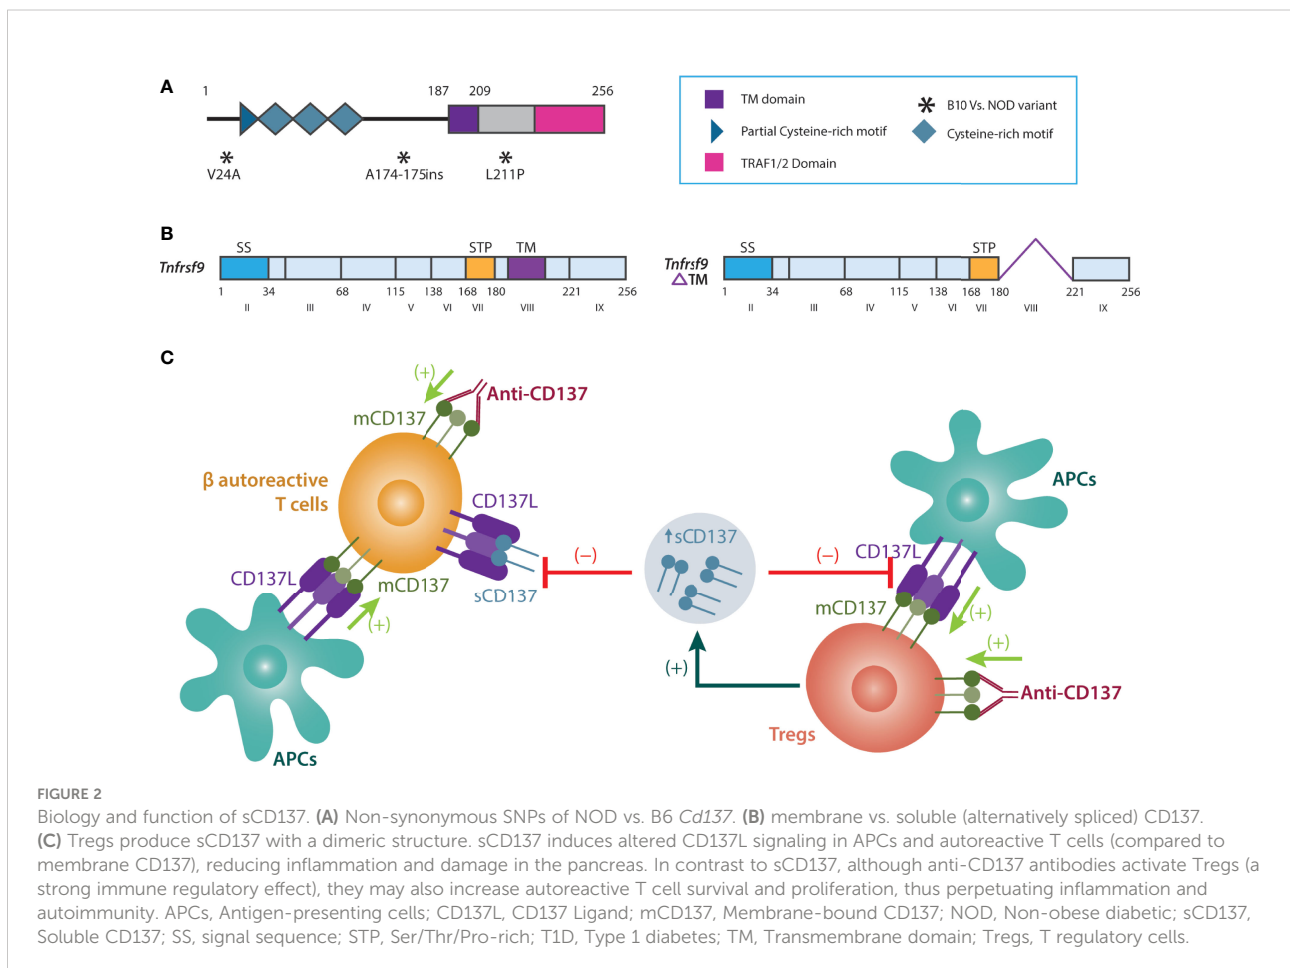 A
1
187
209
256
V24A
A174-175ins
L211P
TM domain
Partial Cysteine-rich motif
TRAF1/2 Domain
B10 Vs. NOD variant
Cysteine-rich motif
B
Tnfrsf9
SS
STP
TM
1 34 68 115 138 168 180 221 256
II III IV V VI VII VIII IX
Tnfrsf9
△TM
SS
STP
1 34 68 115 138 168 180 221 256
II III IV V VI VII VIII IX
C
(+)
Anti-CD137
mCD137
β autoreactive
T cells
CD137L
CD137L
mCD137
sCD137
(+)
APCs
(−)
↑sCD137
(−)
(+)
APCs
CD137L
mCD137
(+)
(+)
Anti-CD137
Tregs
FIGURE 2
Biology and function of sCD137. (A) Non-synonymous SNPs of NOD vs. B6 Cd137. (B) membrane vs. soluble (alternatively spliced) CD137.
(C) Tregs produce sCD137 with a dimeric structure. sCD137 induces altered CD137L signaling in APCs and autoreactive T cells (compared to
membrane CD137), reducing inflammation and damage in the pancreas. In contrast to sCD137, although anti-CD137 antibodies activate Tregs (a
strong immune regulatory effect), they may also increase autoreactive T cell survival and proliferation, thus perpetuating inflammation and
autoimmunity. APCs, Antigen-presenting cells; CD137L, CD137 Ligand; mCD137, Membrane-bound CD137; NOD, Non-obese diabetic; sCD137,
Soluble CD137; SS, signal sequence; STP, Ser/Thr/Pro-rich; T1D, Type 1 diabetes; TM, Transmembrane domain; Tregs, T regulatory cells.